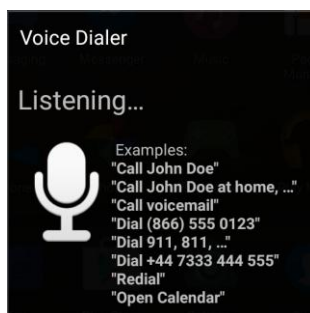 Voice Dialer
Listening...
Examples:
"Call John Doe"
"Call John Doe at home, ..."
"Call voicemail"
"Dial (866) 555 0123"
"Dial 911, 811, ..."
"Dial +44 7333 444 555"
"Redial"
"Open Calendar"